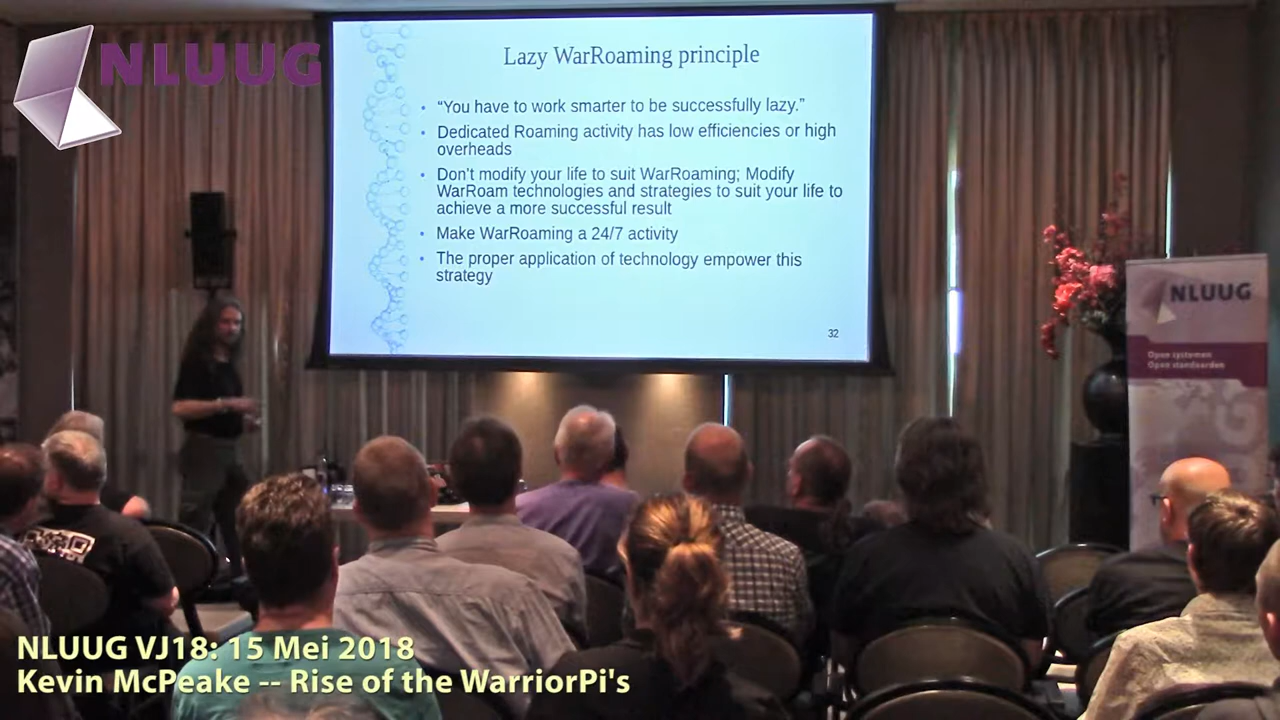 NLUUG
Lazy WarRoaming principle
• “You have to work smarter to be successfully lazy.”
• Dedicated Roaming activity has low efficiencies or high
overheads
• Don’t modify your life to suit WarRoaming; Modify
WarRoam technologies and strategies to suit your life to
achieve a more successful result
• Make WarRoaming a 24/7 activity
• The proper application of technology empower this
strategy
32
NLUUG
Open systemen
Open standaarden
NLUUG VJ18: 15 Mei 2018
Kevin McPeake -- Rise of the WarriorPi's